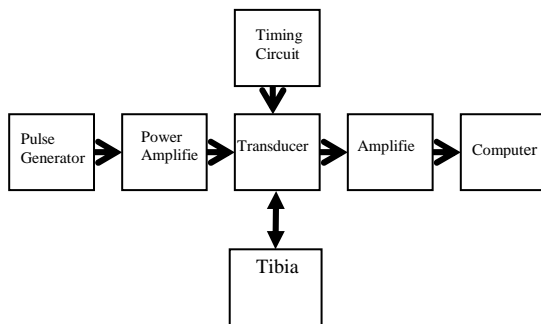 Timing
Circuit
Pulse
Generator
Power
Amplifie
Transducer
Amplifie
Computer
Tibia